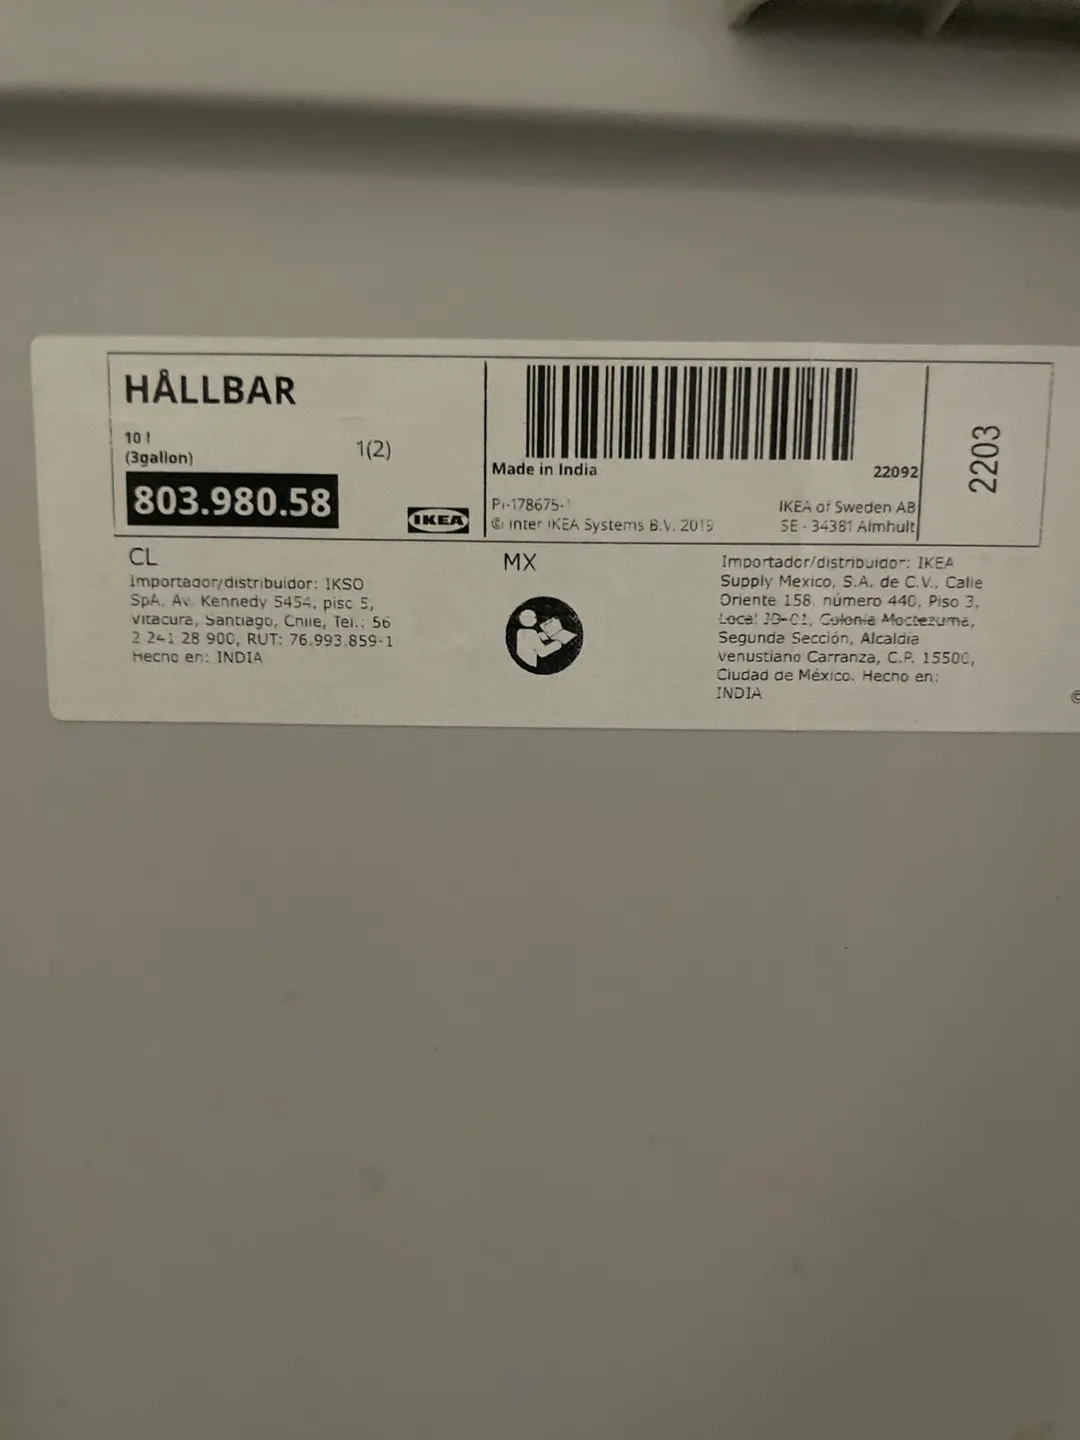 HÅLLBAR
10 l
(3gallon)
1(2)
803.980.58
IKEA
Made in India
22092
PI-178675-1
IKEA of Sweden AB
© Inter IKEA Systems B.V. 2019
SE - 34381 Älmhult
2203
CL
Importador/distribuidor: IKSO
SpA, Av. Kennedy 5454, piso 5,
Vitacura, Santiago, Chile, Tel.: 56
2 241 28 900, RUT: 76.993.859-1
Hecho en: INDIA
MX
Importador/distribuidor: IKEA
Supply Mexico, S.A. de C.V., Calle
Oriente 158, número 440, Piso 3,
Local 01, Colonia Moctezuma,
Segunda Sección, Alcaldía
Venustiano Carranza, C.P. 15500,
Ciudad de México. Hecho en:
INDIA
©